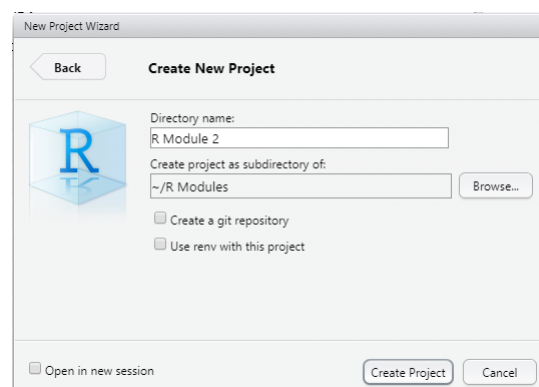 New Project Wizard
Back
Create New Project
R
Directory name:
R Module 2
Create project as subdirectory of:
~/R Modules
Browse...
Create a git repository
Use renv with this project
Open in new session
Create Project
Cancel